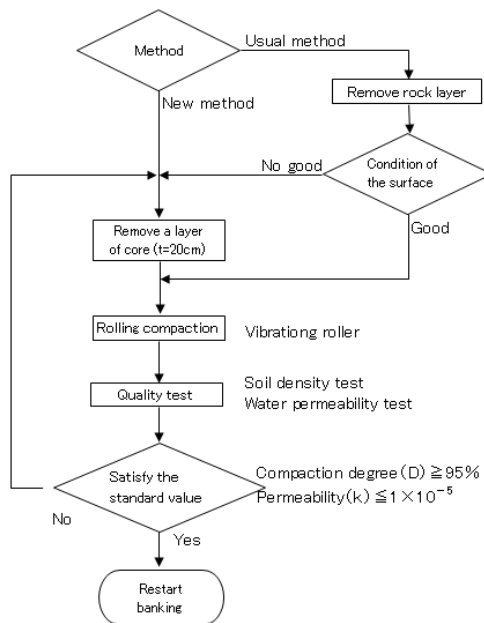 Method
Usual method
Remove rock layer
New method
No good
Condition of
the surface
Good
Remove a layer
of core (t=20cm)
Rolling compaction
Vibrationg roller
Quality test
Soil density test
Water permeability test
Satisfy the
standard value
Compaction degree(D)≧95%
Permeability(k)≦1×10⁻⁵
No
Yes
Restart
banking